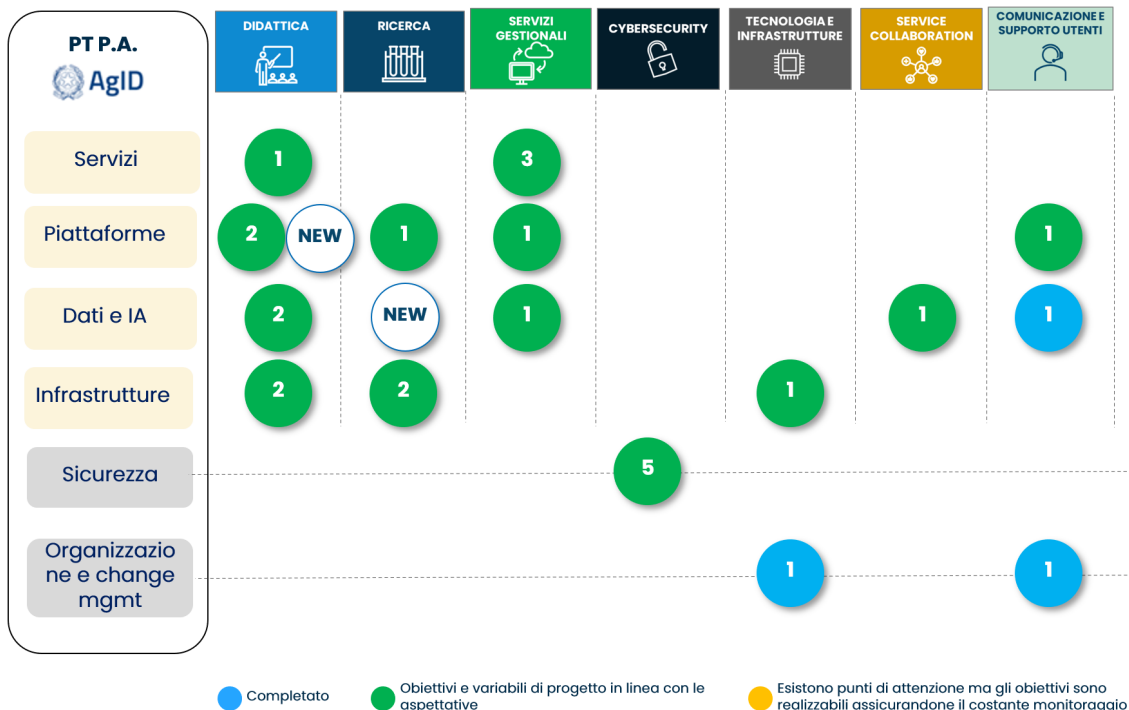 PT P.A.
AgID
DIDATTICA
RICERCA
SERVIZI
GESTIONALI
CYBERSECURITY
TECNOLOGIA E
INFRASTRUTTURE
SERVICE
COLLABORATION
COMUNICAZIONE E
SUPPORTO UTENTI
Servizi
1
3
Piattaforme
2
NEW
1
1
1
Dati e IA
2
NEW
1
1
1
Infrastrutture
2
2
1
Sicurezza
5
Organizzazio
ne e change
mgmt
1
1
Completato
Obiettivi e variabili di progetto in linea con le
aspettative
Esistono punti di attenzione ma gli obiettivi sono
realizzabili assicurandone il costante monitoraggio